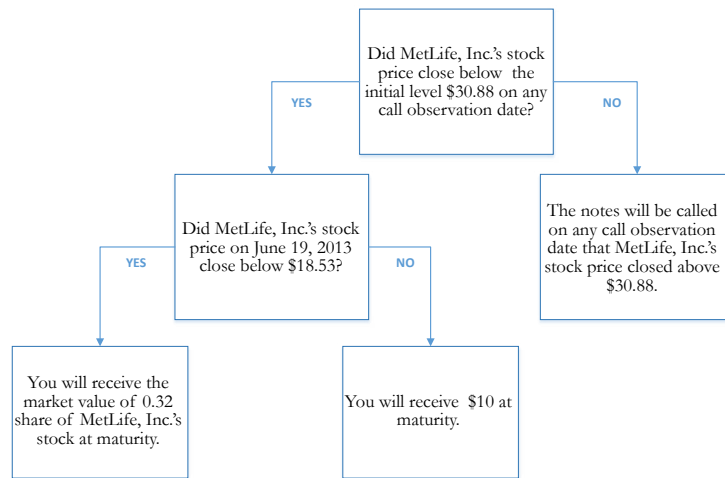 Did MetLife, Inc.'s stock
price close below the
initial level $30.88 on any
call observation date?
YES
NO
Did MetLife, Inc.'s stock
price on June 19, 2013
close below $18.53?
The notes will be called
on any call observation
date that MetLife, Inc.'s
stock price closed above
$30.88.
YES
NO
You will receive the
market value of 0.32
share of MetLife, Inc.'s
stock at maturity.
You will receive $10 at
maturity.